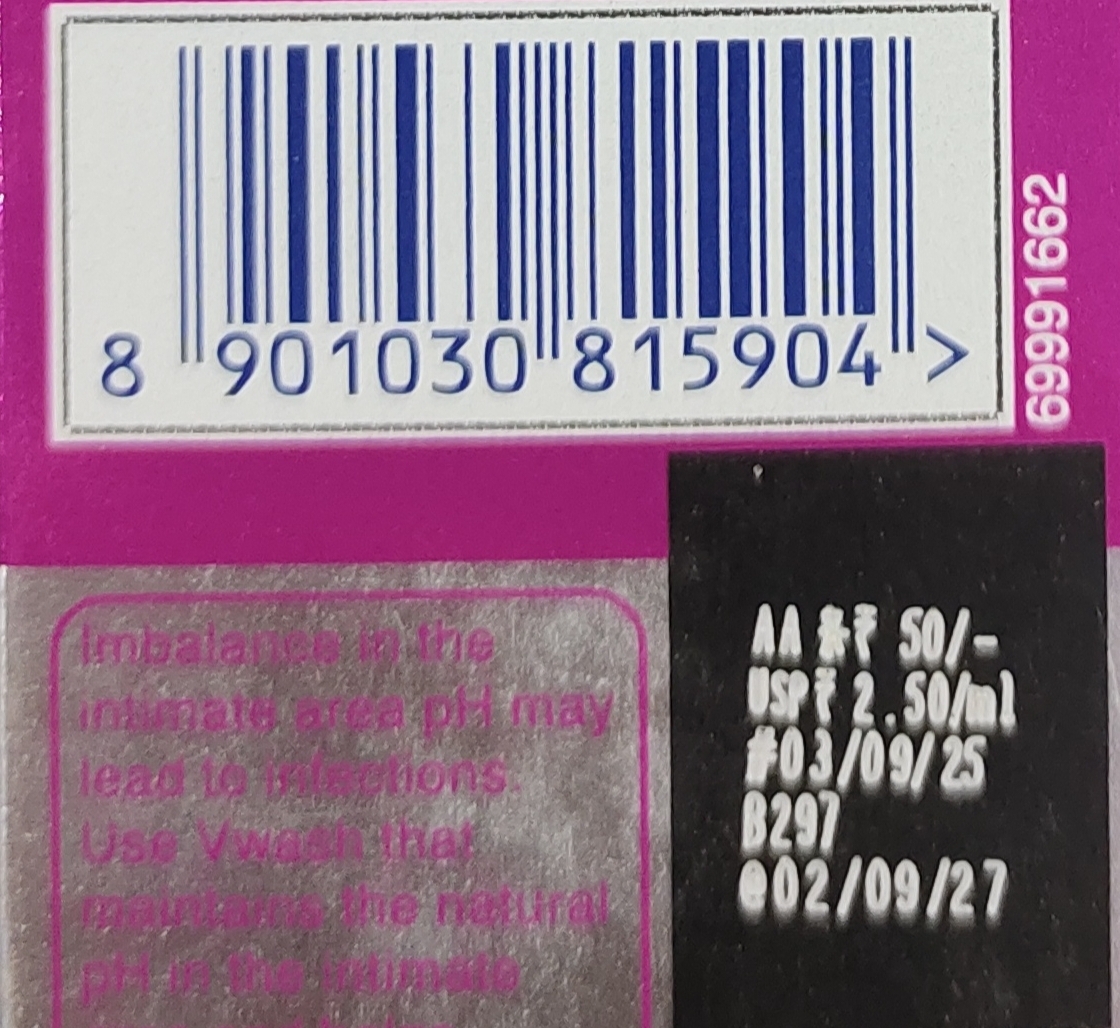 8 901030 815904 >
69991662
Imbalance in the
intimate area pH may
lead to infections.
Use Vwash that
maintains the natural
pH in the intimate
AA *₹ 50/-
USP₹ 2.50/ml
#03/09/25
B297
@02/09/27